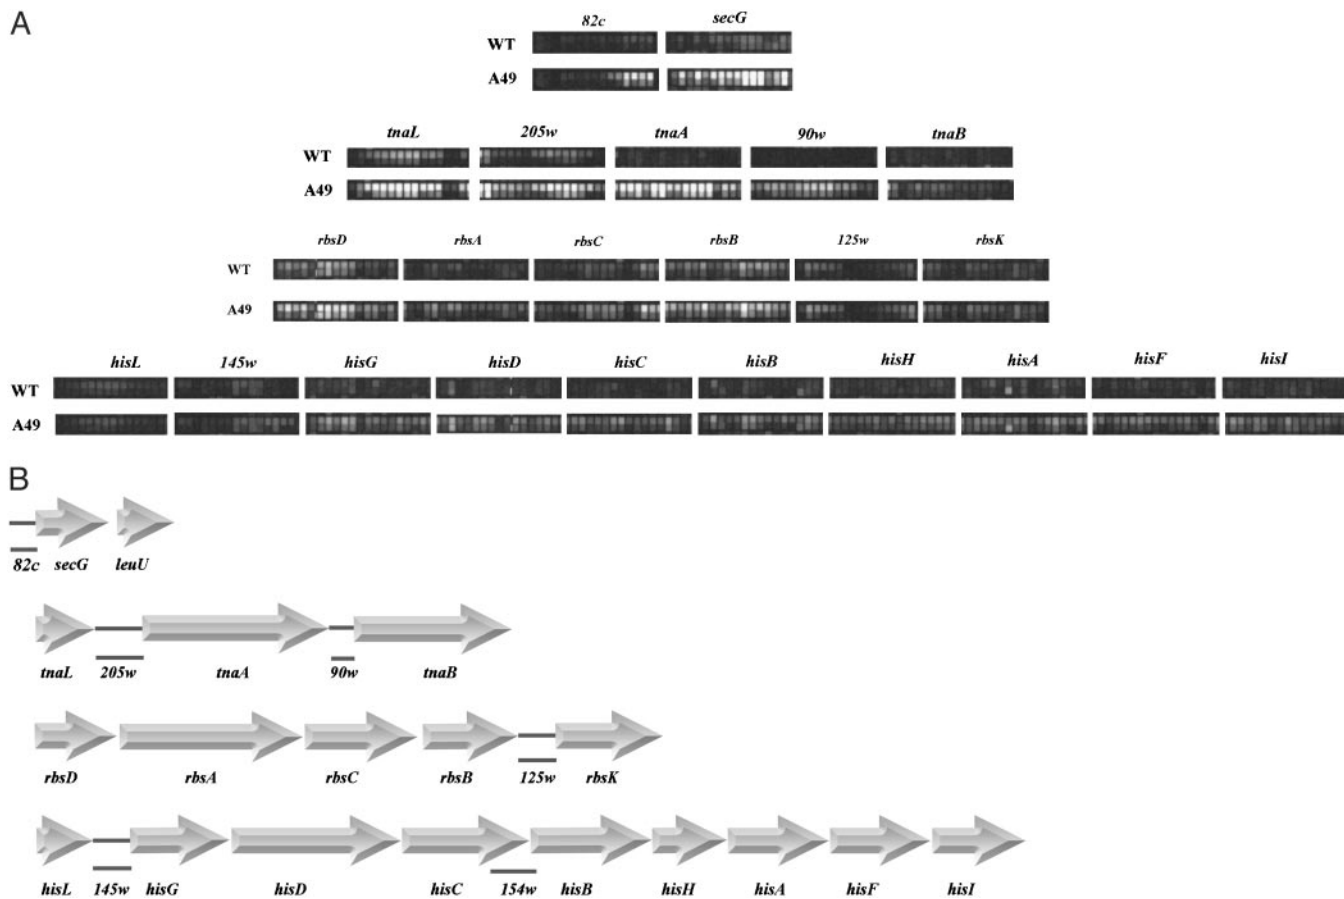 A
82c secG
WT
A49
tnaL 205w tnaA 90w tnaB
WT
A49
rbsD rbsA rbsC rbsB 125w rbsK
WT
A49
hisL 145w hisG hisD hisC hisB hisH hisA hisF hisI
WT
A49
B
82c secG leuU
tnaL 205w tnaA 90w tnaB
rbsD rbsA rbsC rbsB 125w rbsK
hisL 145w hisG hisD hisC 154w hisB hisH hisA hisF hisI